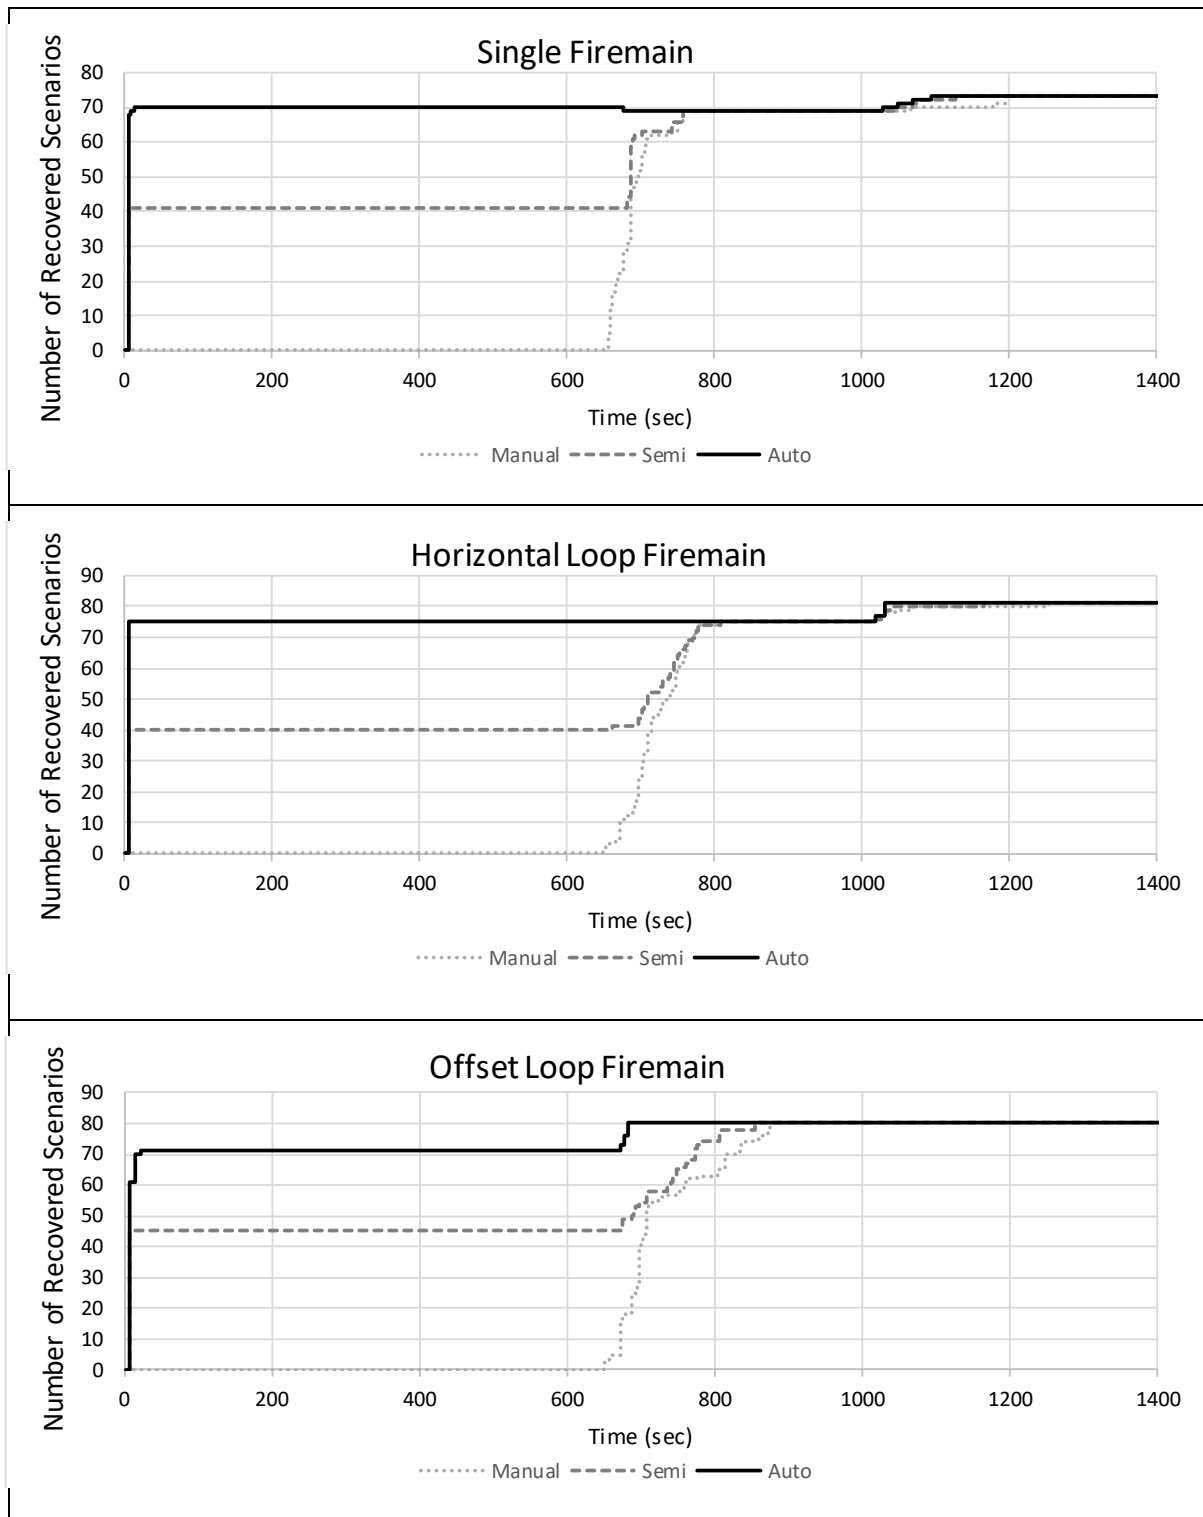 Single Firemain
Number of Recovered Scenarios
80
70
60
50
40
30
20
10
0
0 200 400 600 800 1000 1200 1400
Time (sec)
Manual Semi Auto
Horizontal Loop Firemain
Number of Recovered Scenarios
90
80
70
60
50
40
30
20
10
0
0 200 400 600 800 1000 1200 1400
Time (sec)
Manual Semi Auto
Offset Loop Firemain
Number of Recovered Scenarios
90
80
70
60
50
40
30
20
10
0
0 200 400 600 800 1000 1200 1400
Time (sec)
Manual Semi Auto